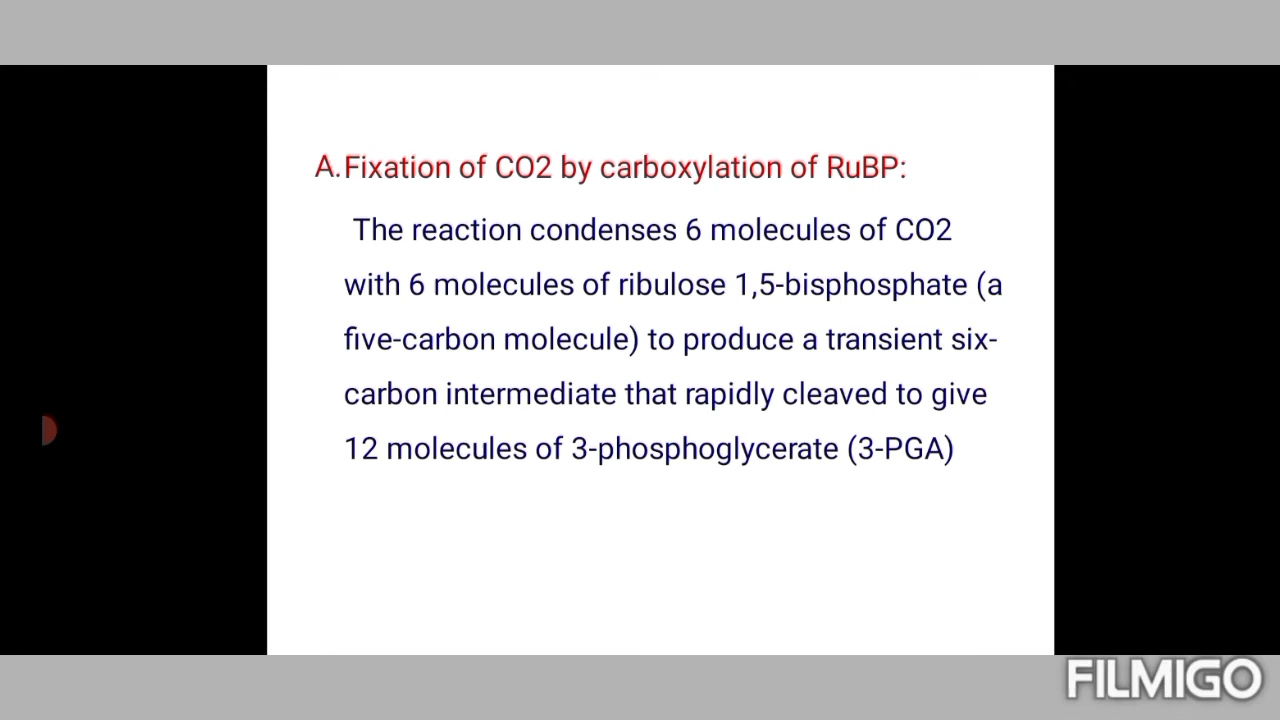 A. Fixation of CO2 by carboxylation of RuBP:
The reaction condenses 6 molecules of CO2
with 6 molecules of ribulose 1,5-bisphosphate (a
five-carbon molecule) to produce a transient six-
carbon intermediate that rapidly cleaved to give
12 molecules of 3-phosphoglycerate (3-PGA)
FILMIGO